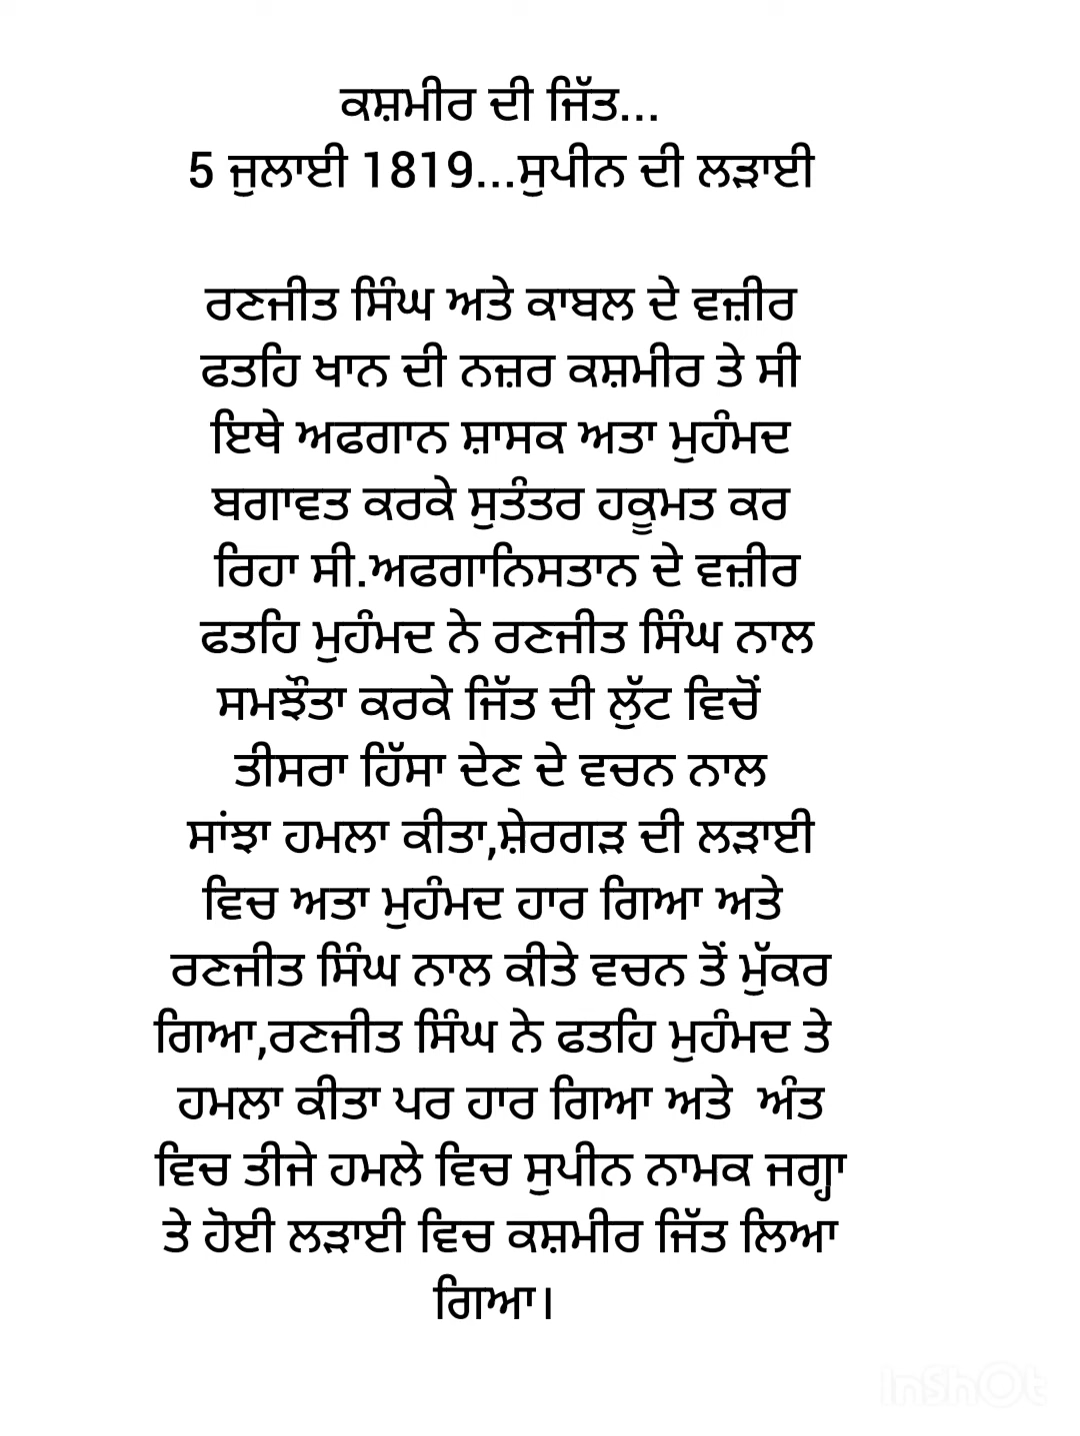 ਕਸ਼ਮੀਰ ਦੀ ਜਿੱਤ...
5 ਜੁਲਾਈ 1819...ਸੁਪੀਨ ਦੀ ਲੜਾਈ
ਰਣਜੀਤ ਸਿੰਘ ਅਤੇ ਕਾਬਲ ਦੇ ਵਜ਼ੀਰ
ਫਤਹਿ ਖਾਨ ਦੀ ਨਜ਼ਰ ਕਸ਼ਮੀਰ ਤੇ ਸੀ
ਇਥੇ ਅਫਗਾਨ ਸ਼ਾਸਕ ਅਤਾ ਮੁਹੰਮਦ
ਬਗਾਵਤ ਕਰਕੇ ਸੁਤੰਤਰ ਹਕੂਮਤ ਕਰ
ਰਿਹਾ ਸੀ.ਅਫਗਾਨਿਸਤਾਨ ਦੇ ਵਜ਼ੀਰ
ਫਤਹਿ ਮੁਹੰਮਦ ਨੇ ਰਣਜੀਤ ਸਿੰਘ ਨਾਲ
ਸਮਝੌਤਾ ਕਰਕੇ ਜਿੱਤ ਦੀ ਲੁੱਟ ਵਿਚੋਂ
ਤੀਸਰਾ ਹਿੱਸਾ ਦੇਣ ਦੇ ਵਚਨ ਨਾਲ
ਸਾਂਝਾ ਹਮਲਾ ਕੀਤਾ,ਸ਼ੇਰਗੜ ਦੀ ਲੜਾਈ
ਵਿਚ ਅਤਾ ਮੁਹੰਮਦ ਹਾਰ ਗਿਆ ਅਤੇ
ਰਣਜੀਤ ਸਿੰਘ ਨਾਲ ਕੀਤੇ ਵਚਨ ਤੋਂ ਮੁੱਕਰ
ਗਿਆ,ਰਣਜੀਤ ਸਿੰਘ ਨੇ ਫਤਹਿ ਮੁਹੰਮਦ ਤੇ
ਹਮਲਾ ਕੀਤਾ ਪਰ ਹਾਰ ਗਿਆ ਅਤੇ  ਅੰਤ
ਵਿਚ ਤੀਜੇ ਹਮਲੇ ਵਿਚ ਸੁਪੀਨ ਨਾਮਕ ਜਗ੍ਹਾ
ਤੇ ਹੋਈ ਲੜਾਈ ਵਿਚ ਕਸ਼ਮੀਰ ਜਿੱਤ ਲਿਆ
ਗਿਆ।
InShOt